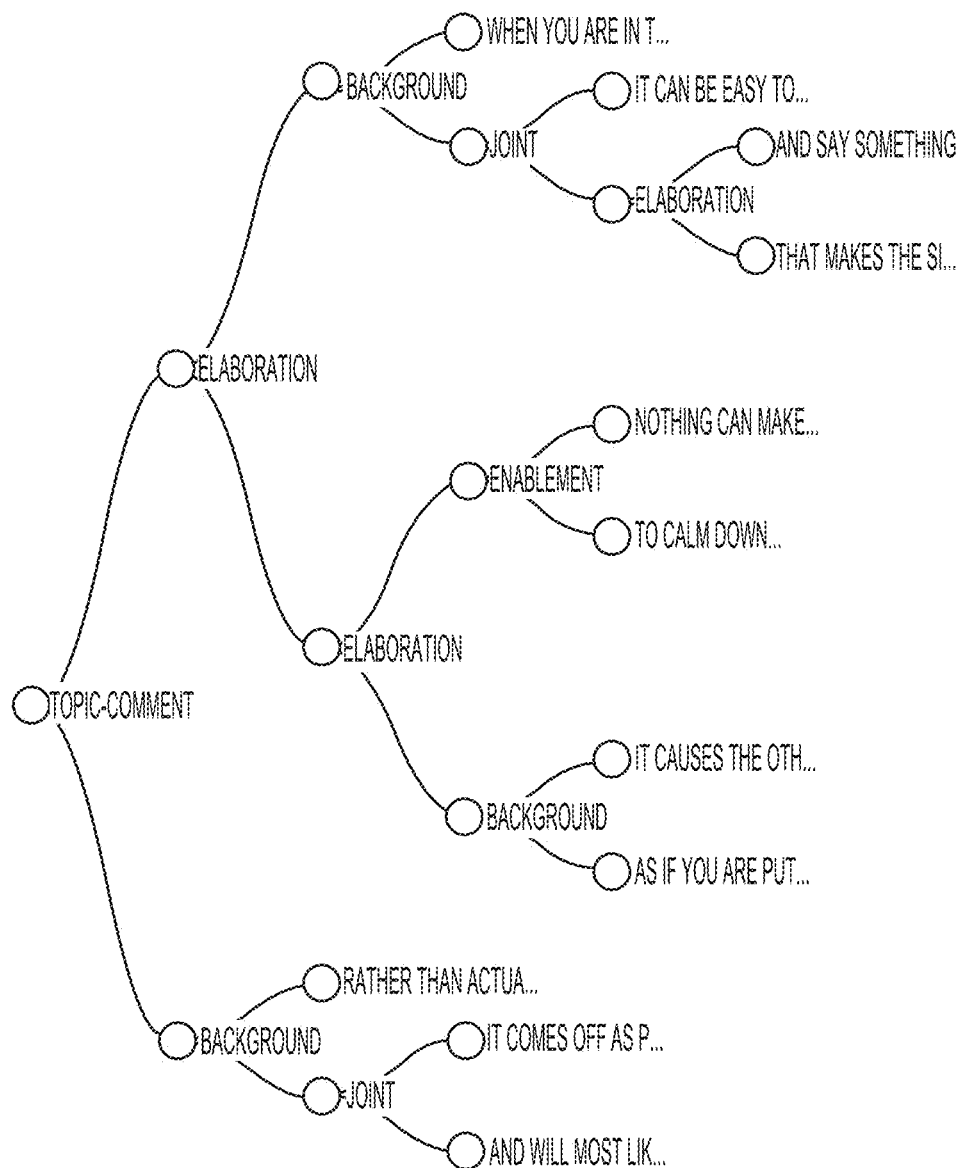 WHEN YOU ARE IN T...
BACKGROUND
IT CAN BE EASY TO...
JOINT
AND SAY SOMETHING
ELABORATION
THAT MAKES THE SI...
ELABORATION
NOTHING CAN MAKE...
ENABLEMENT
TO CALM DOWN...
ELABORATION
TOPIC-COMMENT
IT CAUSES THE OTH...
BACKGROUND
AS IF YOU ARE PUT...
RATHER THAN ACTUA...
BACKGROUND
IT COMES OFF AS P...
JOINT
AND WILL MOST LIK...